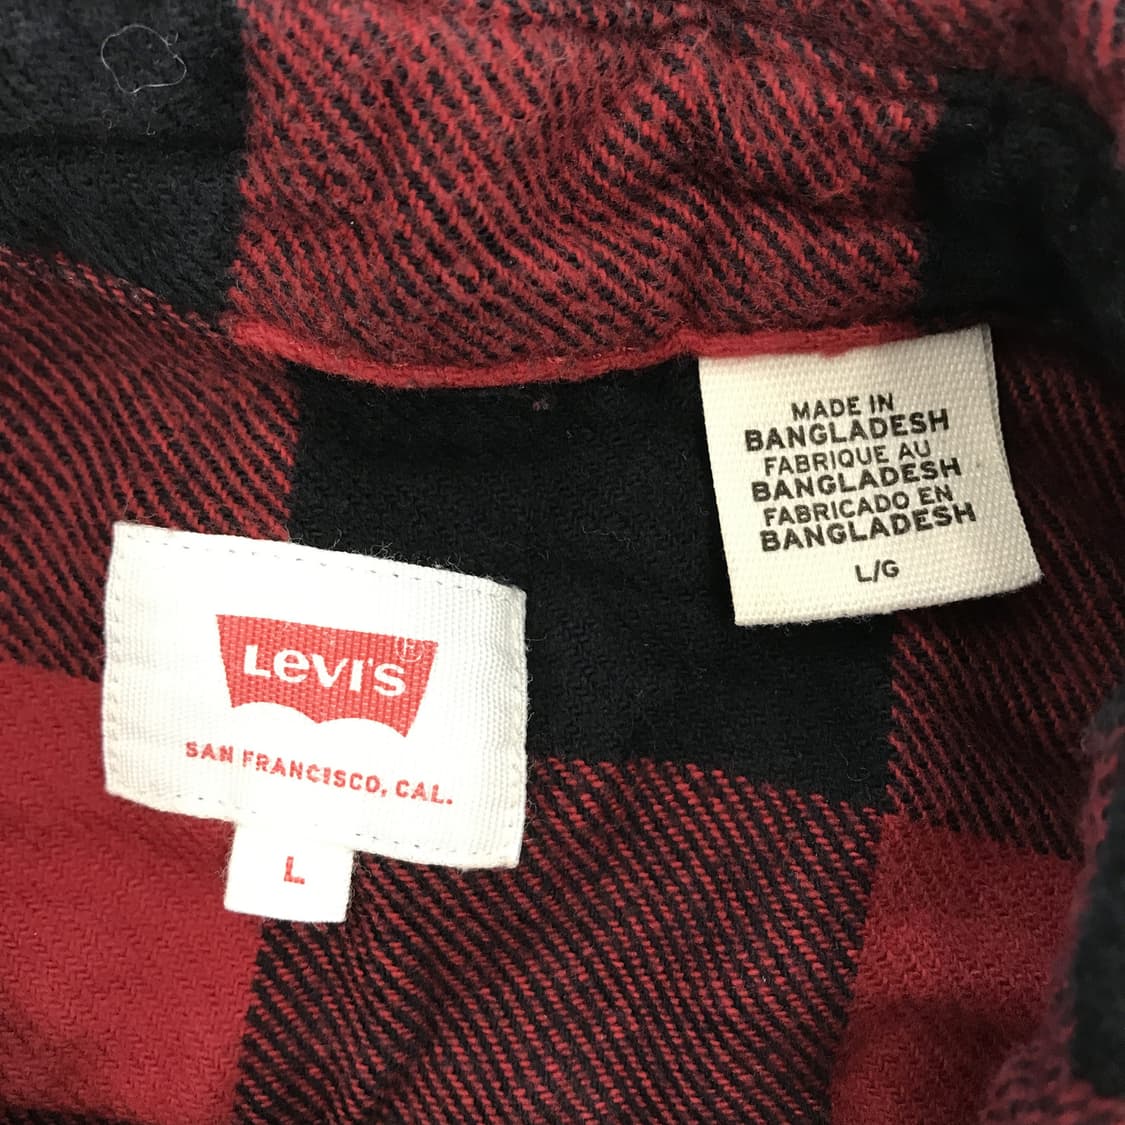 MADE IN
BANGLADESH
FABRIQUE AU
BANGLADESH
FABRICADO EN
BANGLADESH
L/G
LEVI'S®
SAN FRANCISCO, CAL.
L